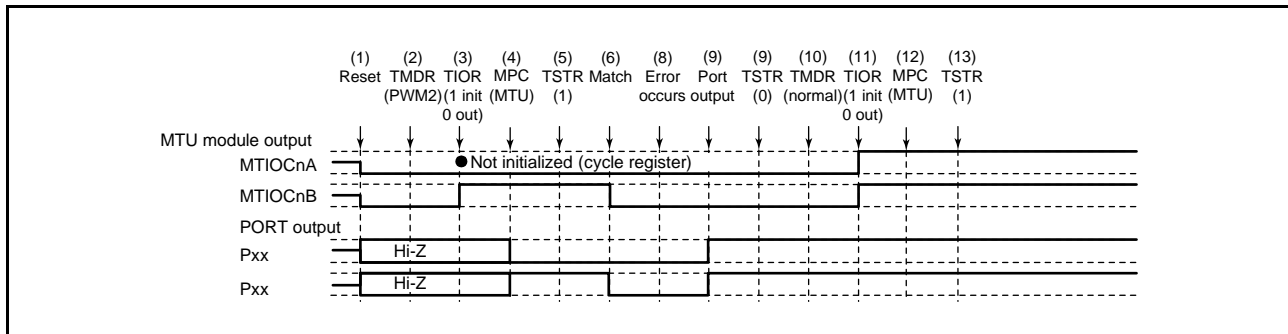 (1) (2) (3) (4) (5) (6) (8) (9) (9) (10) (11) (12) (13)
Reset TMDR TIOR MPC TSTR Match Error Port TSTR TMDR TIOR MPC TSTR
(PWM2) (1 init (MTU) (1) occurs output (0) (normal) (1 init (MTU) (1)
0 out) 0 out)
MTU module output
MTIOCnA
● Not initialized (cycle register)
MTIOCnB
PORT output
Pxx
Hi-Z
Pxx
Hi-Z